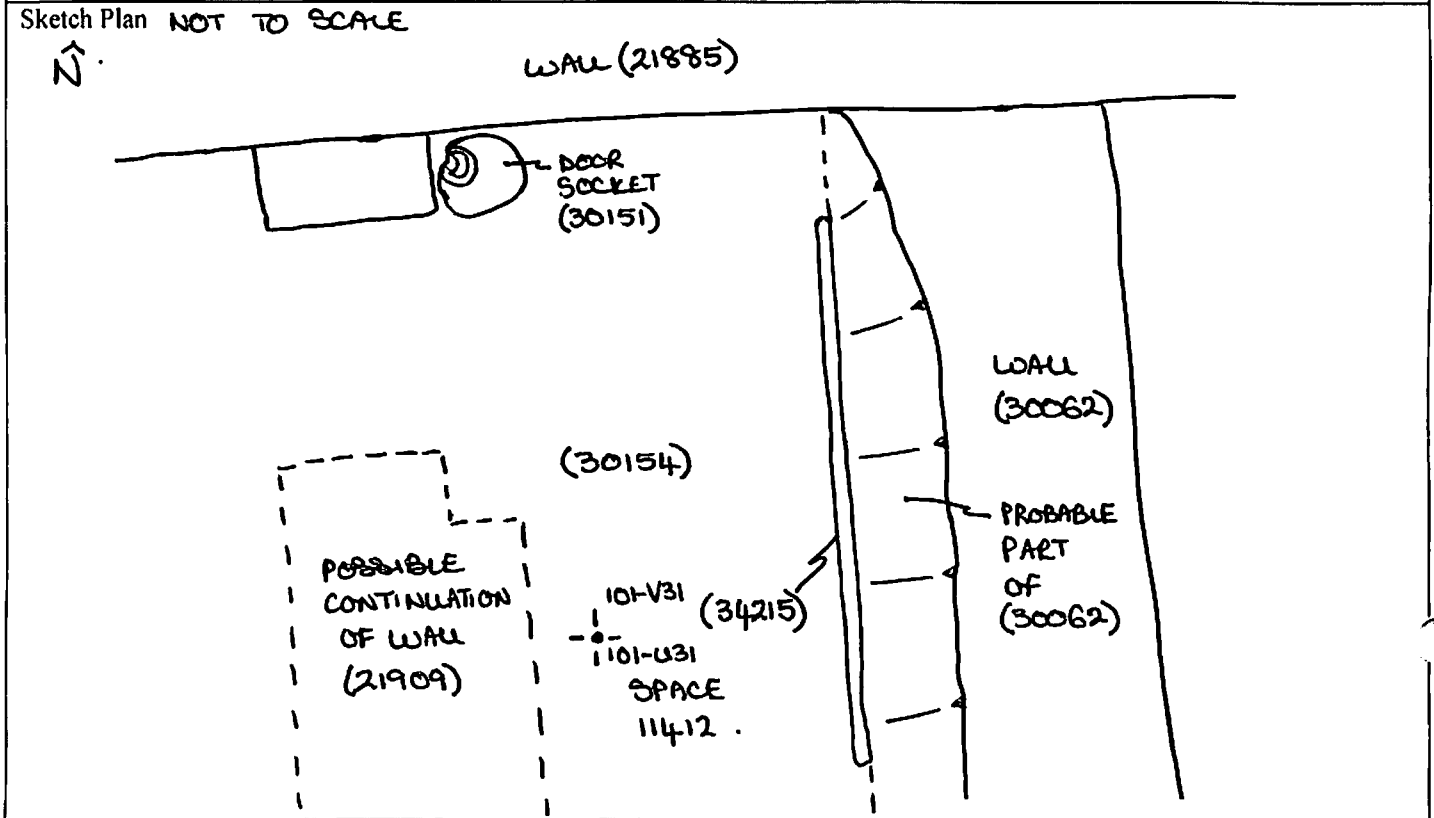 Sketch Plan NOT TO SCALE
N
WALL (21885)
DOOR
SOCKET
(30151)
WALL
(30062)
(30154)
PROBABLE
PART
OF
(30062)
POSSIBLE
CONTINUATION
OF WALL
(21909)
101-V31
(34215)
101-U31
SPACE
11412.